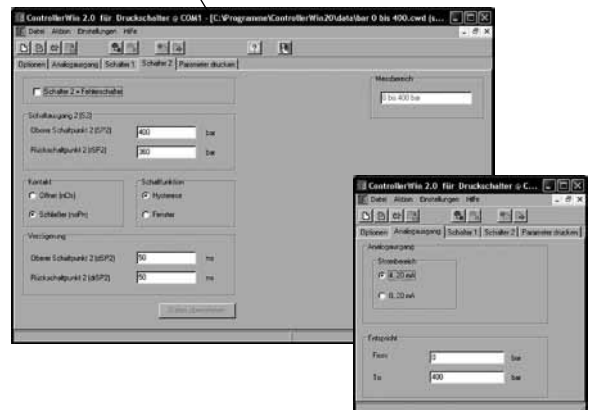 ControllerWin 2.0 für Druckschalter @ COM1 - [C:\Programme\ControllerWin20\data\bar 0 bis 400.cwd (s...
Datei Aktion Einstellungen Hilfe
Optionen Analogausgang Schalter 1 Schalter 2 Parameter drucken
Schalter 2 = Fehlerschalter
Messbereich
0 bis 400 bar
Schaltausgang 2 (S2)
Oberer Schaltpunkt 2 (SP2) 400 bar
Rückschaltpunkt 2 (rSP2) 360 bar
Kontakt
Öffner (nCls)
Schließer (noPn)
Schaltfunktion
Hysterese
Fenster
Verzögerung
Oberer Schaltpunkt 2 (dSP2) 50 ms
Rückschaltpunkt 2 (drSP2) 50 ms
Daten übernehmen
ControllerWin 2.0 für Druckschalter @ C...
Datei Aktion Einstellungen Hilfe
Optionen Analogausgang Schalter 1 Schalter 2 Parameter drucken
Analogausgang
Strombereich
4..20 mA
0..20 mA
Entspricht
From 0 bar
To 400 bar